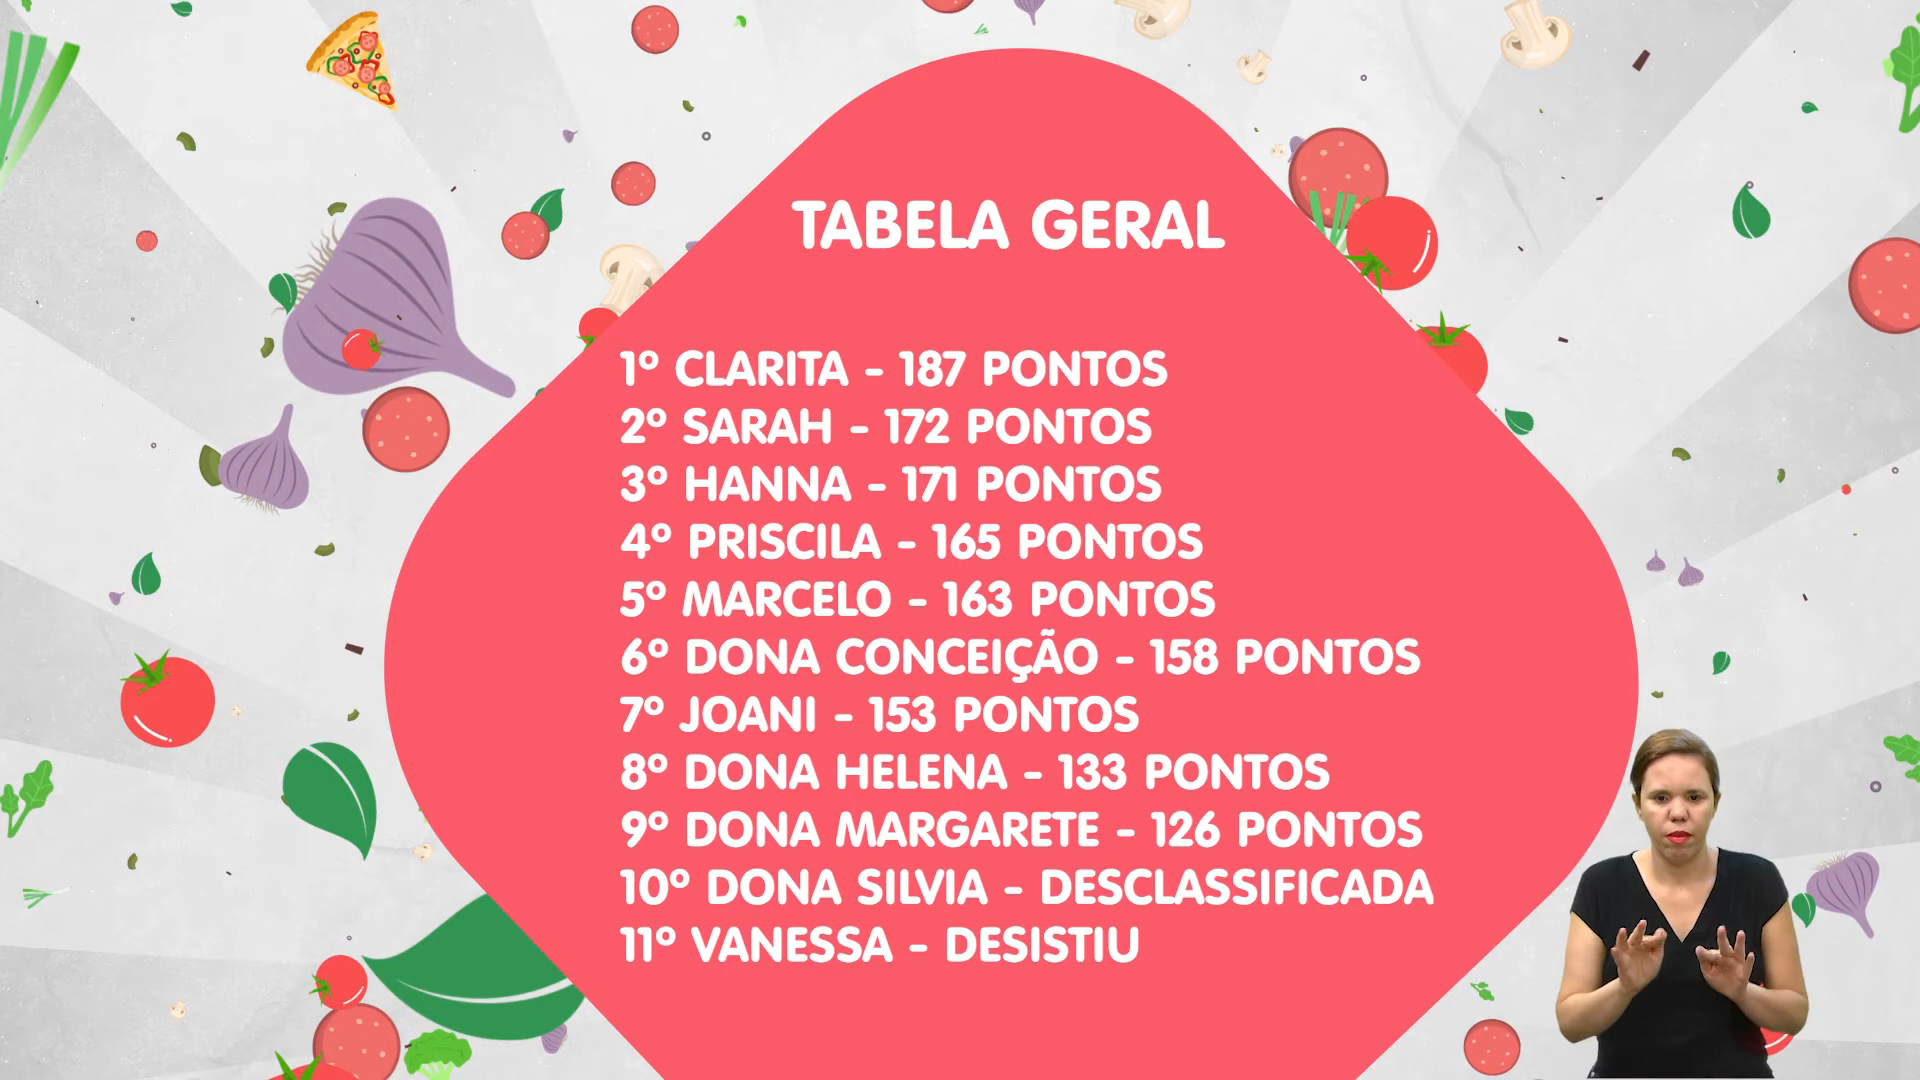 TABELA GERAL
1º CLARITA - 187 PONTOS
2º SARAH - 172 PONTOS
3º HANNA - 171 PONTOS
4º PRISCILA - 165 PONTOS
5º MARCELO - 163 PONTOS
6º DONA CONCEIÇÃO - 158 PONTOS
7º JOANI - 153 PONTOS
8º DONA HELENA - 133 PONTOS
9º DONA MARGARETE - 126 PONTOS
10º DONA SILVIA - DESCLASSIFICADA
11º VANESSA - DESISTIU